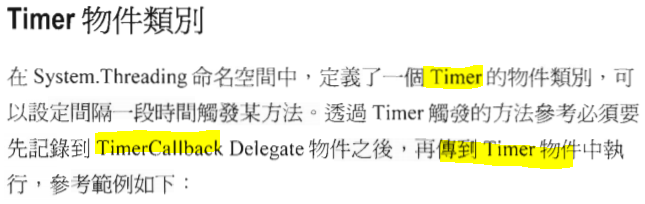 Timer 物件類別
在 System.Threading 命名空間中，定義了一個 Timer 的物件類別，可
以設定間隔一段時間觸發某方法。透過 Timer 觸發的方法參考必須要
先記錄到 TimerCallback Delegate 物件之後，再傳到 Timer 物件中執
行，參考範例如下：